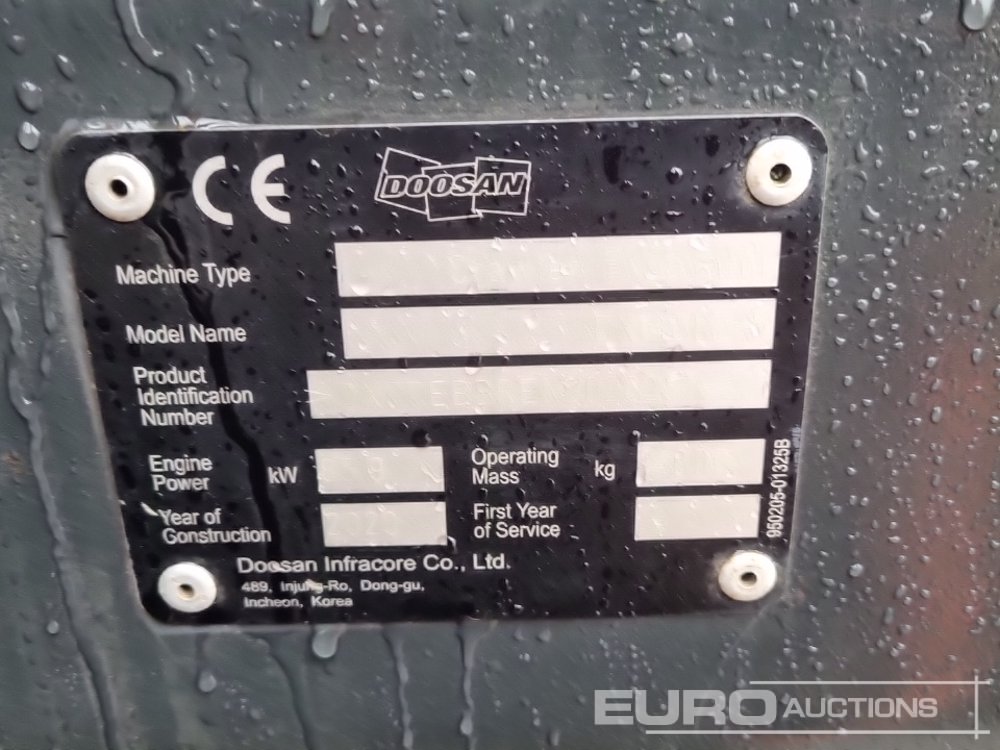 CE DOOSAN
Machine Type
Model Name
Product
Identification
Number
Engine
Power kW
Operating
Mass kg
Year of
Gonstruction
First Year
of Service
950205-01325B
Doosan Infracore Co., Ltd.
489, Injung-Ro, Dong-gu,
Incheon, Korea
EURO AUCTIONS